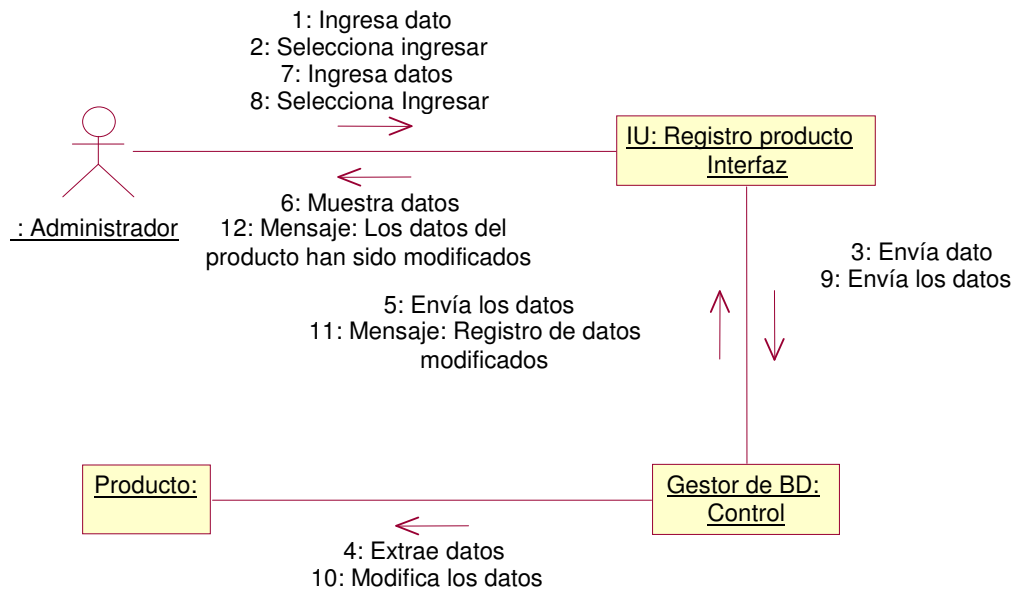 1: Ingresa dato
2: Selecciona ingresar
7: Ingresa datos
8: Selecciona Ingresar
IU: Registro producto
Interfaz
: Administrador
6: Muestra datos
12: Mensaje: Los datos del
producto han sido modificados
3: Envía dato
9: Envía los datos
5: Envía los datos
11: Mensaje: Registro de datos
modificados
Producto:
Gestor de BD:
Control
4: Extrae datos
10: Modifica los datos